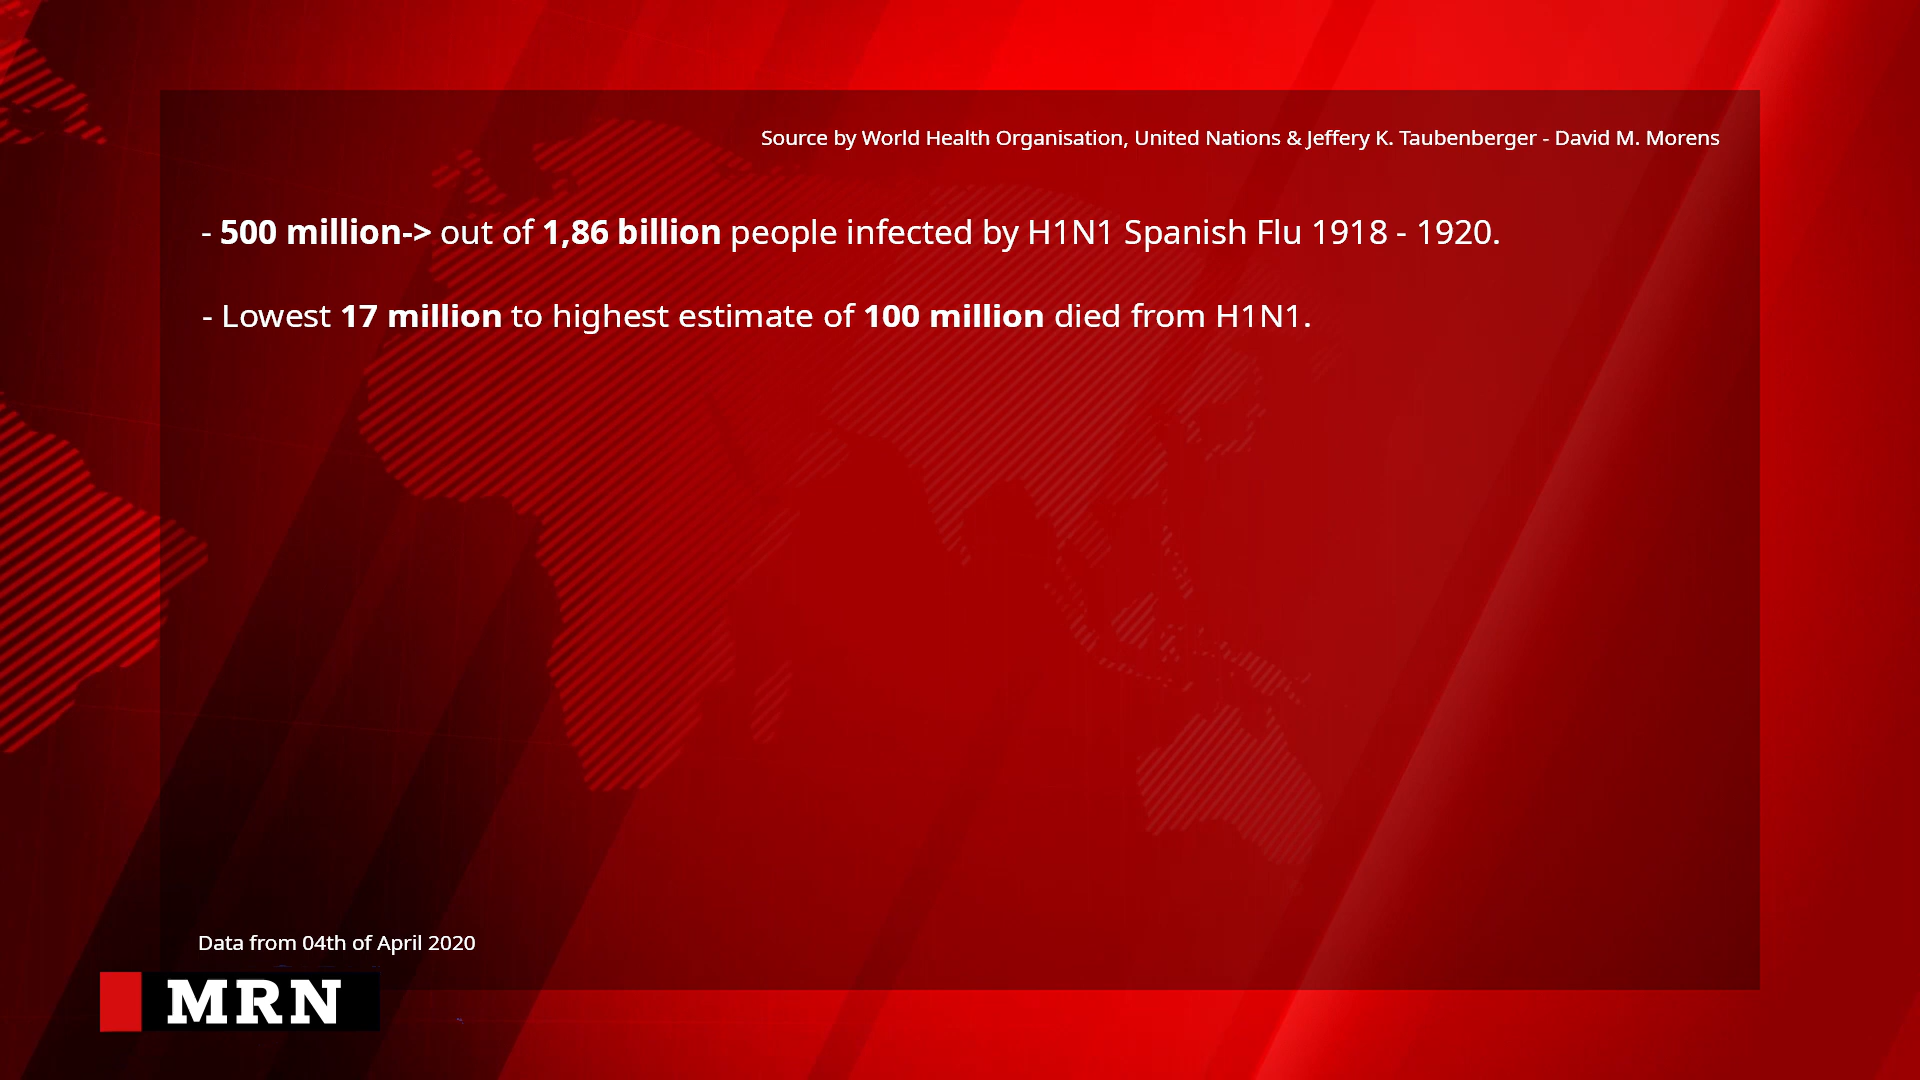 Source by World Health Organisation, United Nations & Jeffery K. Taubenberger - David M. Morens
- 500 million-> out of 1,86 billion people infected by H1N1 Spanish Flu 1918 - 1920.
- Lowest 17 million to highest estimate of 100 million died from H1N1.
Data from 04th of April 2020
MRN